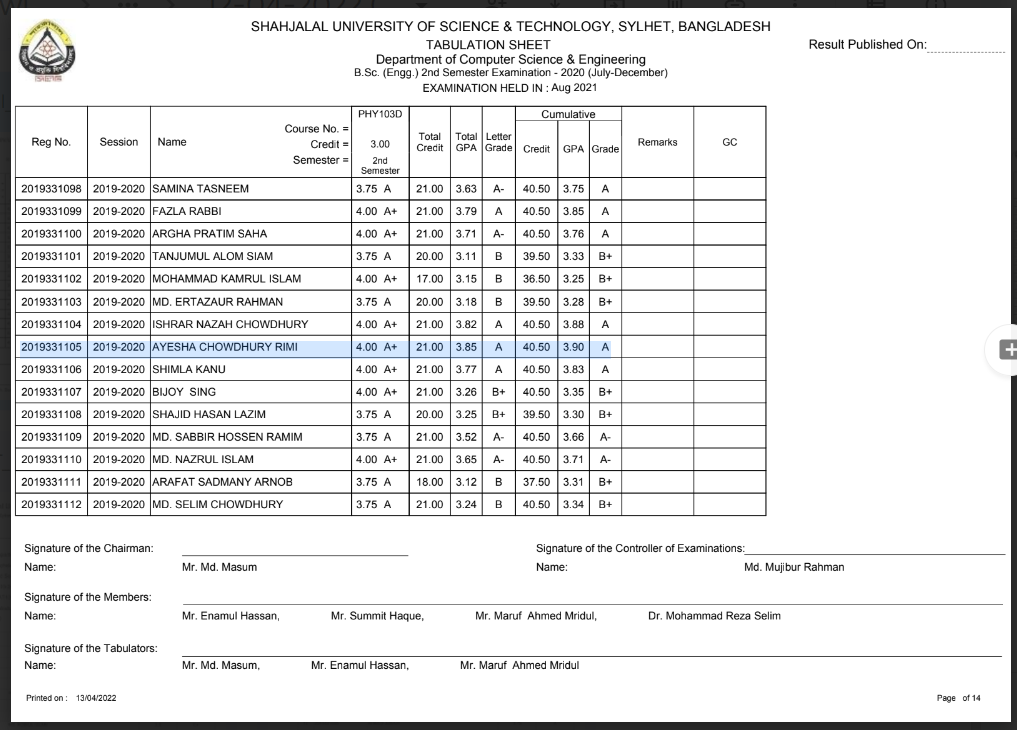 SHAHJALAL UNIVERSITY OF SCIENCE & TECHNOLOGY, SYLHET, BANGLADESH
TABULATION SHEET
Result Published On:
Department of Computer Science & Engineering
B.Sc. (Engg.) 2nd Semester Examination - 2020 (July-December)
EXAMINATION HELD IN : Aug 2021
Reg No. Session Name Course No. = PHY103D Total Credit Total GPA Letter Grade Cumulative Remarks GC
Credit = 3.00 Credit GPA Grade
Semester = 2nd Semester
2019331098 2019-2020 SAMINA TASNEEM 3.75 A 21.00 3.63 A- 40.50 3.75 A
2019331099 2019-2020 FAZLA RABBI 4.00 A+ 21.00 3.79 A 40.50 3.85 A
2019331100 2019-2020 ARGHA PRATIM SAHA 4.00 A+ 21.00 3.71 A- 40.50 3.76 A
2019331101 2019-2020 TANJUMUL ALOM SIAM 3.75 A 20.00 3.11 B 39.50 3.33 B+
2019331102 2019-2020 MOHAMMAD KAMRUL ISLAM 4.00 A+ 17.00 3.15 B 36.50 3.25 B+
2019331103 2019-2020 MD. ERTAZAUR RAHMAN 3.75 A 20.00 3.18 B 39.50 3.28 B+
2019331104 2019-2020 ISHRAR NAZAH CHOWDHURY 4.00 A+ 21.00 3.82 A 40.50 3.88 A
2019331105 2019-2020 AYESHA CHOWDHURY RIMI 4.00 A+ 21.00 3.85 A 40.50 3.90 A
2019331106 2019-2020 SHIMLA KANU 4.00 A+ 21.00 3.77 A 40.50 3.83 A
2019331107 2019-2020 BIJOY SING 4.00 A+ 21.00 3.26 B+ 40.50 3.35 B+
2019331108 2019-2020 SHAJID HASAN LAZIM 3.75 A 20.00 3.25 B+ 39.50 3.30 B+
2019331109 2019-2020 MD. SABBIR HOSSEN RAMIM 3.75 A 21.00 3.52 A- 40.50 3.66 A-
2019331110 2019-2020 MD. NAZRUL ISLAM 4.00 A+ 21.00 3.65 A- 40.50 3.71 A-
2019331111 2019-2020 ARAFAT SADMANY ARNOB 3.75 A 18.00 3.12 B 37.50 3.31 B+
2019331112 2019-2020 MD. SELIM CHOWDHURY 3.75 A 21.00 3.24 B 40.50 3.34 B+
Signature of the Chairman: Signature of the Controller of Examinations:
Name: Mr. Md. Masum Name: Md. Mujibur Rahman
Signature of the Members:
Name: Mr. Enamul Hassan, Mr. Summit Haque, Mr. Maruf Ahmed Mridul, Dr. Mohammad Reza Selim
Signature of the Tabulators:
Name: Mr. Md. Masum, Mr. Enamul Hassan, Mr. Maruf Ahmed Mridul
Printed on : 13/04/2022 Page of 14